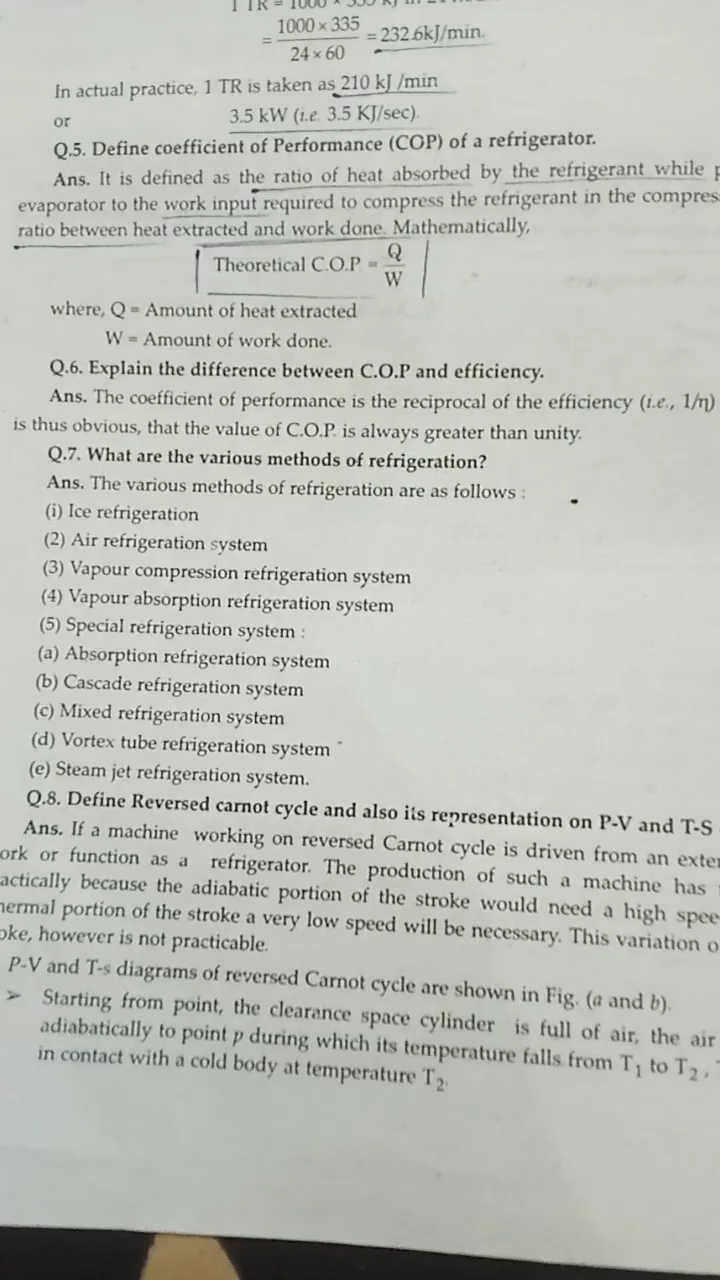 1 TR = 1000 × 335 kJ in 24
= 1000 × 335 / 24 × 60 = 232.6kJ/min.
In actual practice, 1 TR is taken as 210 kJ /min
or 3.5 kW (i.e. 3.5 KJ/sec).
Q.5. Define coefficient of Performance (COP) of a refrigerator.
Ans. It is defined as the ratio of heat absorbed by the refrigerant while
evaporator to the work input required to compress the refrigerant in the compres
ratio between heat extracted and work done. Mathematically,
Theoretical C.O.P = Q / W
where, Q = Amount of heat extracted
W = Amount of work done.
Q.6. Explain the difference between C.O.P and efficiency.
Ans. The coefficient of performance is the reciprocal of the efficiency (i.e., 1/η)
is thus obvious, that the value of C.O.P. is always greater than unity.
Q.7. What are the various methods of refrigeration?
Ans. The various methods of refrigeration are as follows :
(i) Ice refrigeration
(2) Air refrigeration system
(3) Vapour compression refrigeration system
(4) Vapour absorption refrigeration system
(5) Special refrigeration system :
(a) Absorption refrigeration system
(b) Cascade refrigeration system
(c) Mixed refrigeration system
(d) Vortex tube refrigeration system
(e) Steam jet refrigeration system.
Q.8. Define Reversed carnot cycle and also its representation on P-V and T-S
Ans. If a machine working on reversed Carnot cycle is driven from an exter
ork or function as a refrigerator. The production of such a machine has
actically because the adiabatic portion of the stroke would need a high spee
hermal portion of the stroke a very low speed will be necessary. This variation o
oke, however is not practicable.
P-V and T-s diagrams of reversed Carnot cycle are shown in Fig. (a and b).
➢ Starting from point, the clearance space cylinder is full of air, the air
adiabatically to point p during which its temperature falls from T1 to T2,
in contact with a cold body at temperature T2.